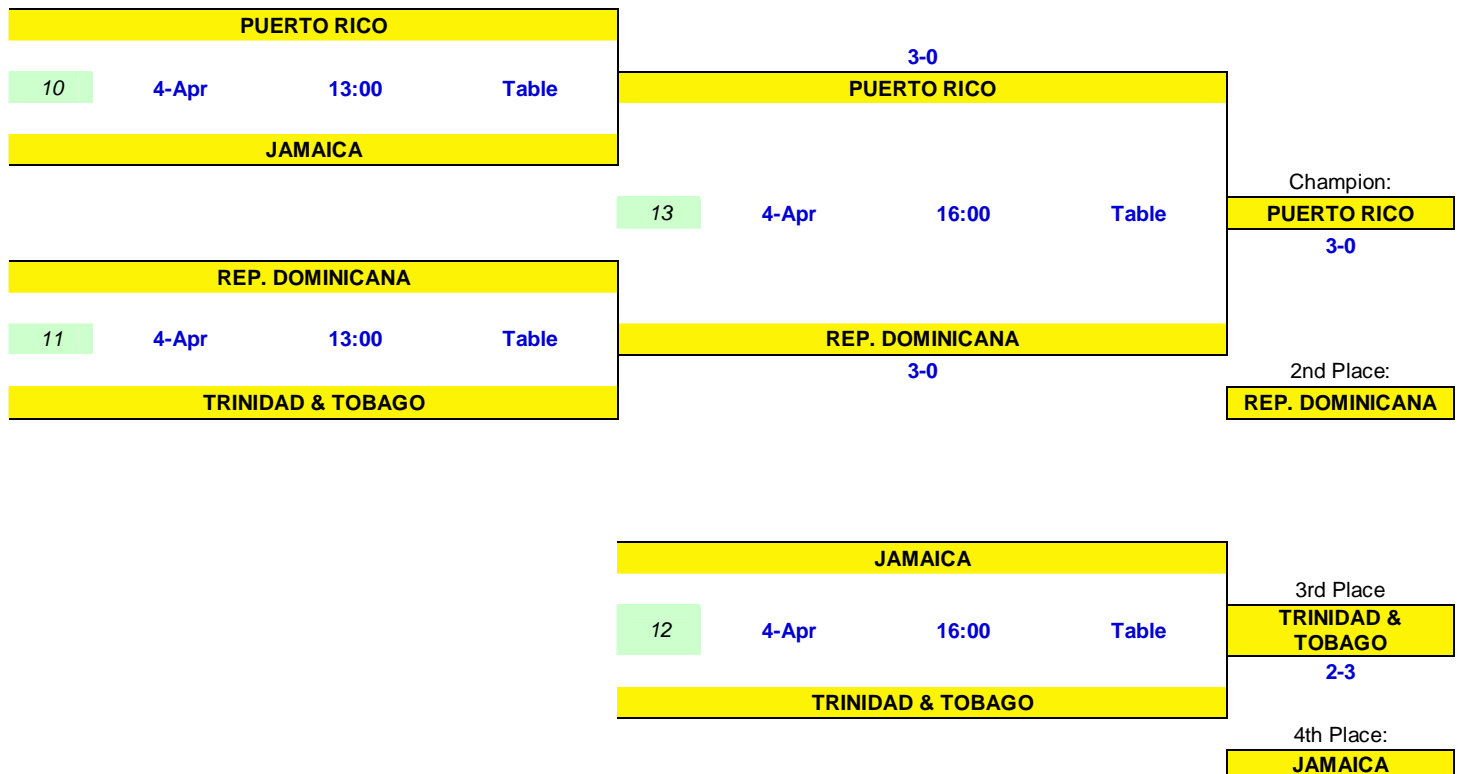 PUERTO RICO
3-0
10 4-Apr 13:00 Table
PUERTO RICO
JAMAICA
Champion:
13 4-Apr 16:00 Table
PUERTO RICO
3-0
REP. DOMINICANA
11 4-Apr 13:00 Table
REP. DOMINICANA
3-0
2nd Place:
TRINIDAD & TOBAGO
REP. DOMINICANA
JAMAICA
3rd Place
12 4-Apr 16:00 Table
TRINIDAD &
TOBAGO
2-3
TRINIDAD & TOBAGO
4th Place:
JAMAICA